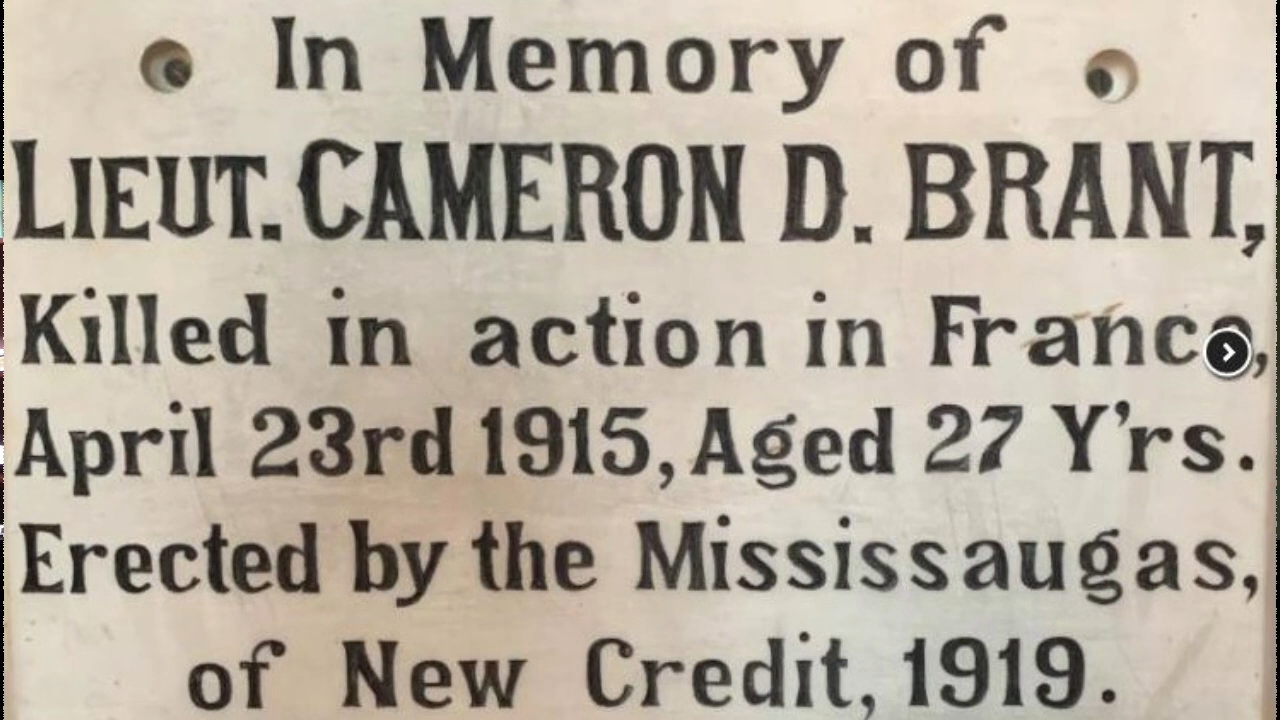 In Memory of
LIEUT. CAMERON D. BRANT,
Killed in action in France,
April 23rd 1915, Aged 27 Y'rs.
Erected by the Mississaugas,
of New Credit, 1919.